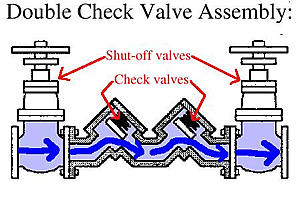 Double Check Valve Assembly:
Shut-off valves
Check valves